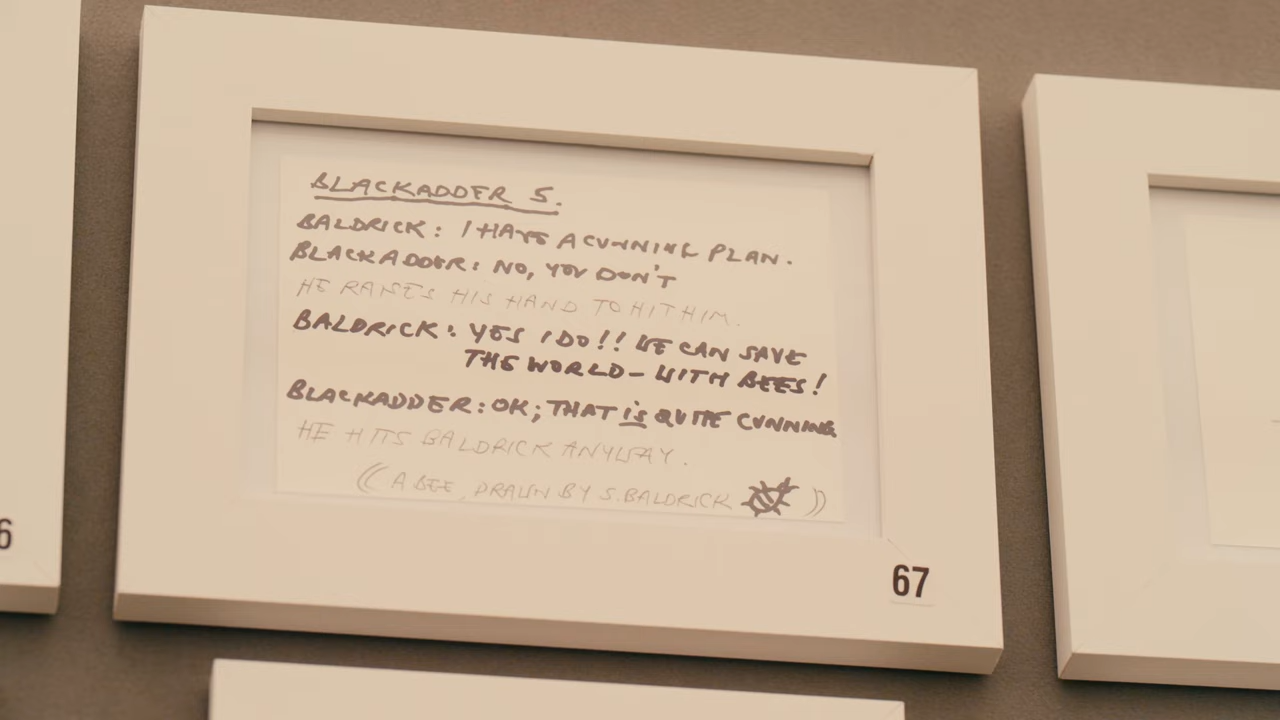 BLACKADDER 5.
BALDRICK: I HAVE A CUNNING PLAN.
BLACKADDER: NO, YOU DON'T
HE RAISES HIS HAND TO HIT HIM.
BALDRICK: YES I DO!! WE CAN SAVE
THE WORLD - WITH BEES!
BLACKADDER: OK; THAT is QUITE CUNNING
HE HITS BALDRICK ANYWAY.
((A BEE, DRAWN BY S. BALDRICK ))
6
67